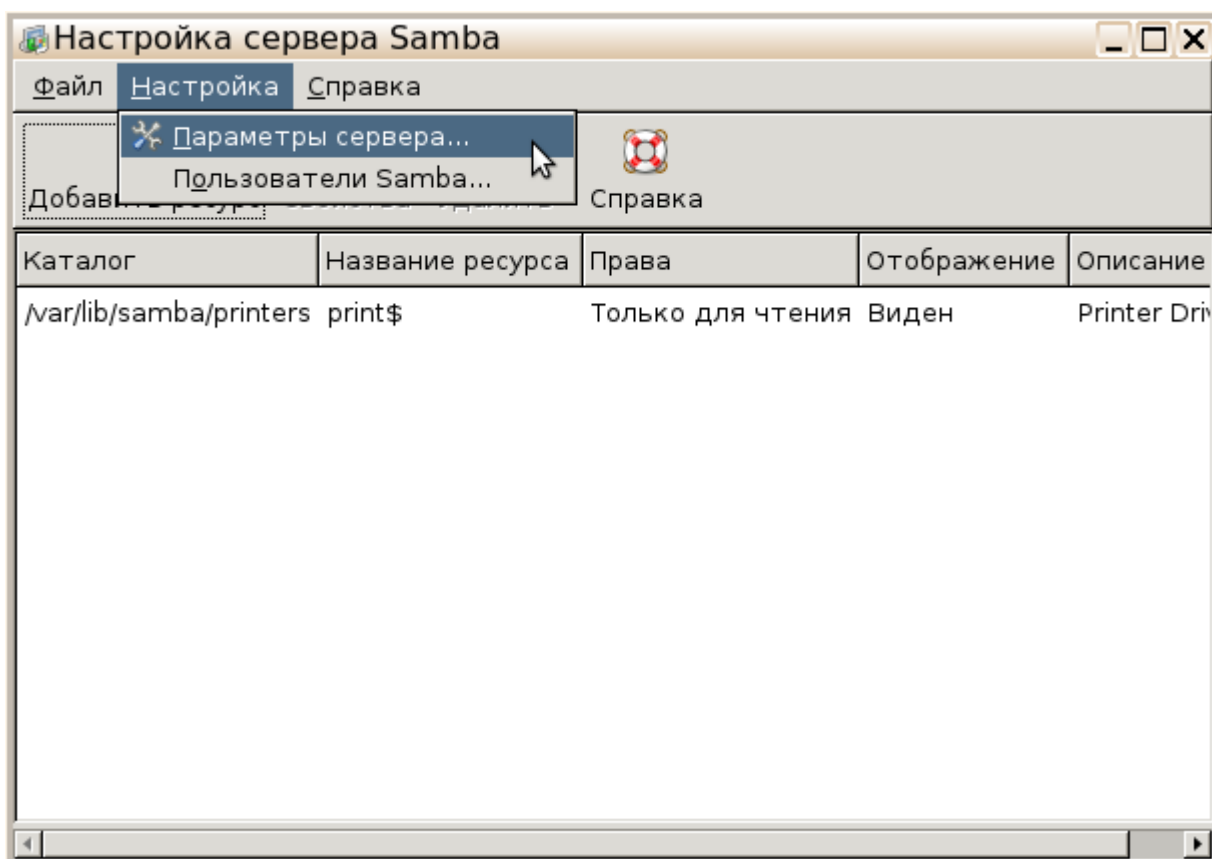 Настройка сервера Samba
Файл Настройка Справка
Параметры сервера...
Пользователи Samba...
Справка
Каталог Название ресурса Права Отображение Описание
/var/lib/samba/printers print$ Только для чтения Виден Printer